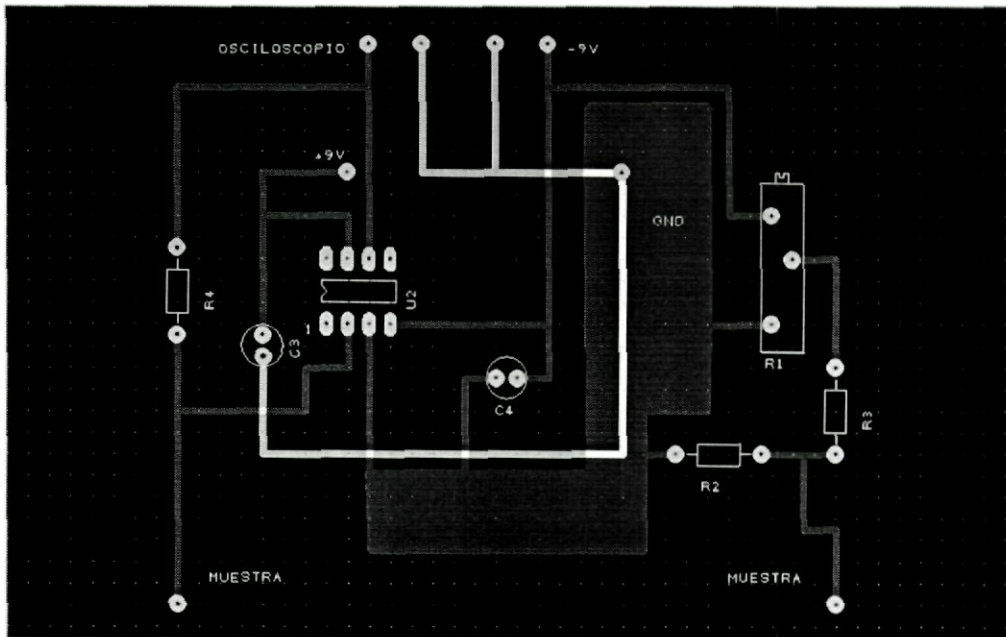 OSCILOSCOPIO
-9V
+9V
GND
R4
U2
1
C3
R1
C4
R3
R2
MUESTRA
MUESTRA